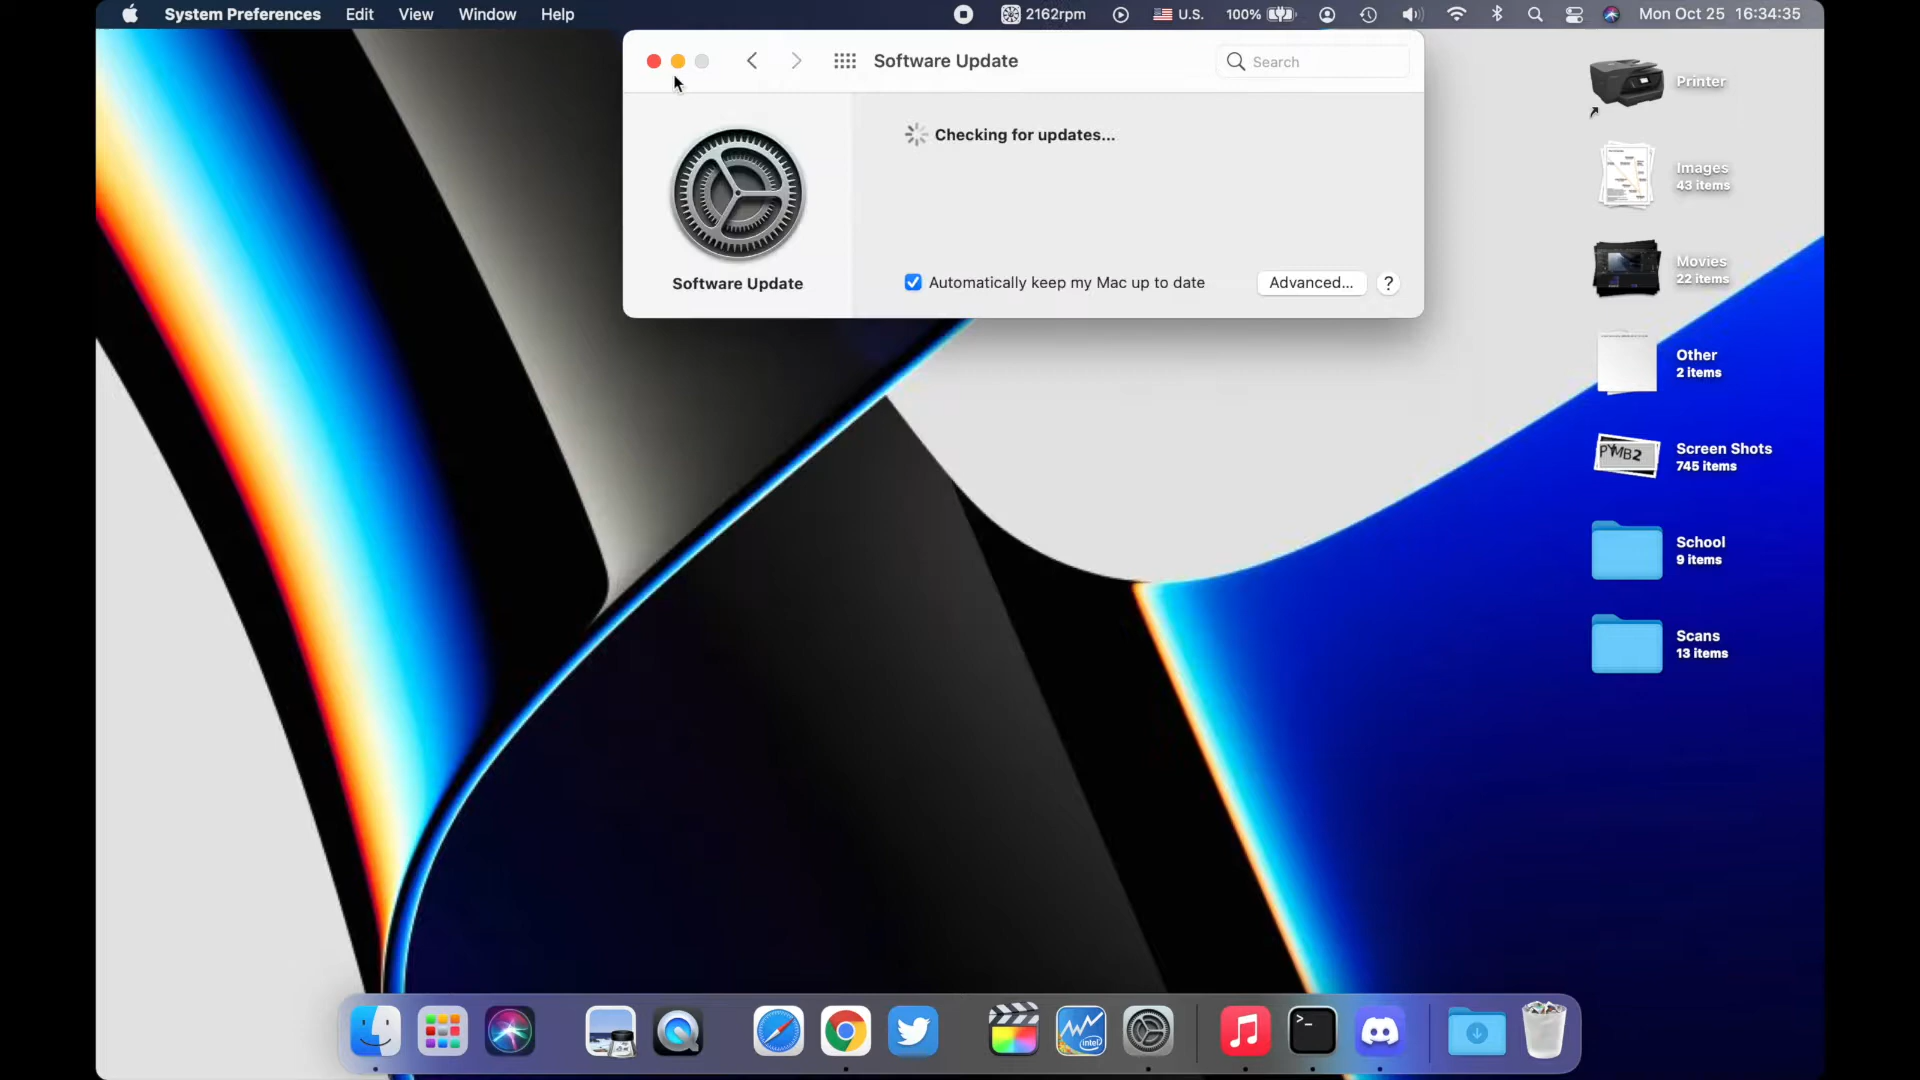 System Preferences Edit View Window Help 2162rpm U.S. 100% Mon Oct 25 16:34:35
Software Update
Search
Checking for updates...
Software Update
Automatically keep my Mac up to date
Advanced...
?
Printer
Images
43 items
Movies
22 items
Other
2 items
Screen Shots
745 items
PYMB2
School
9 items
Scans
13 items
intel
>_